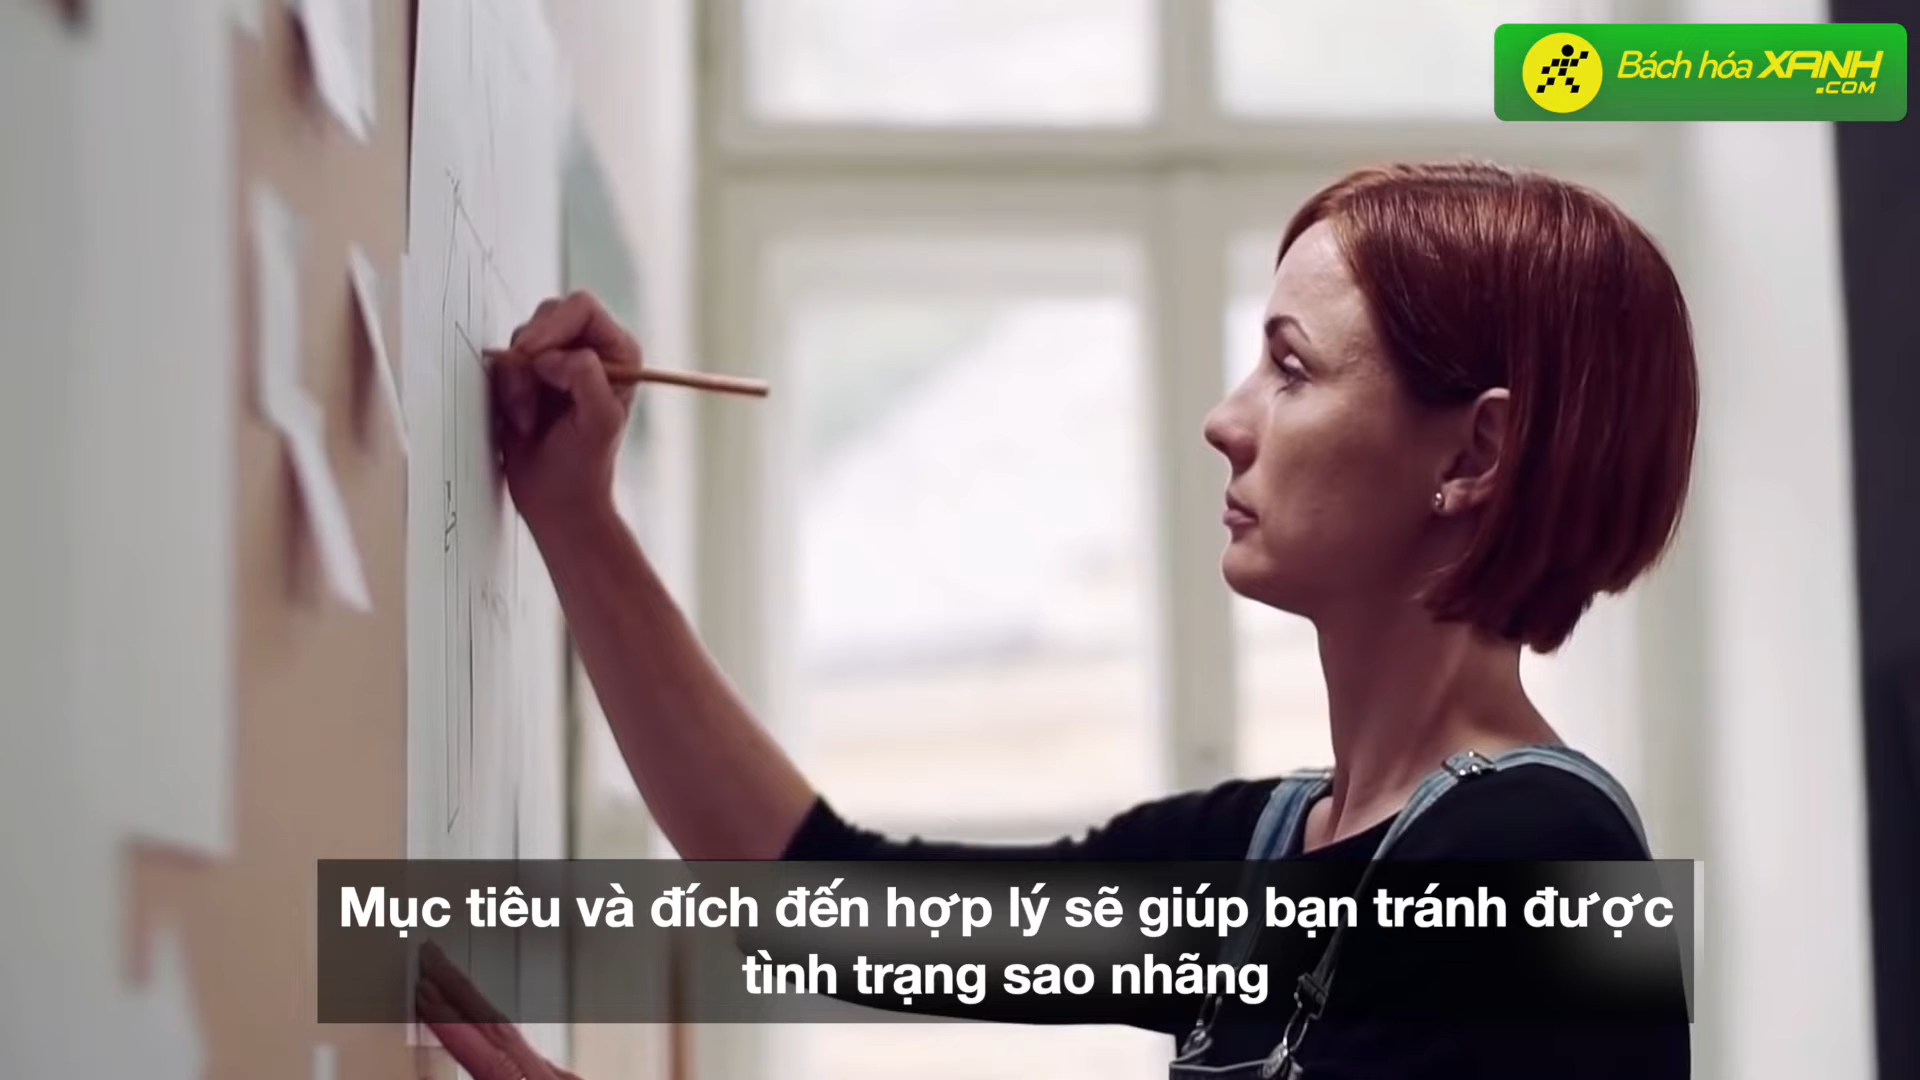 Bách hóa XANH
.COM
Mục tiêu và đích đến hợp lý sẽ giúp bạn tránh được
tình trạng sao nhãng